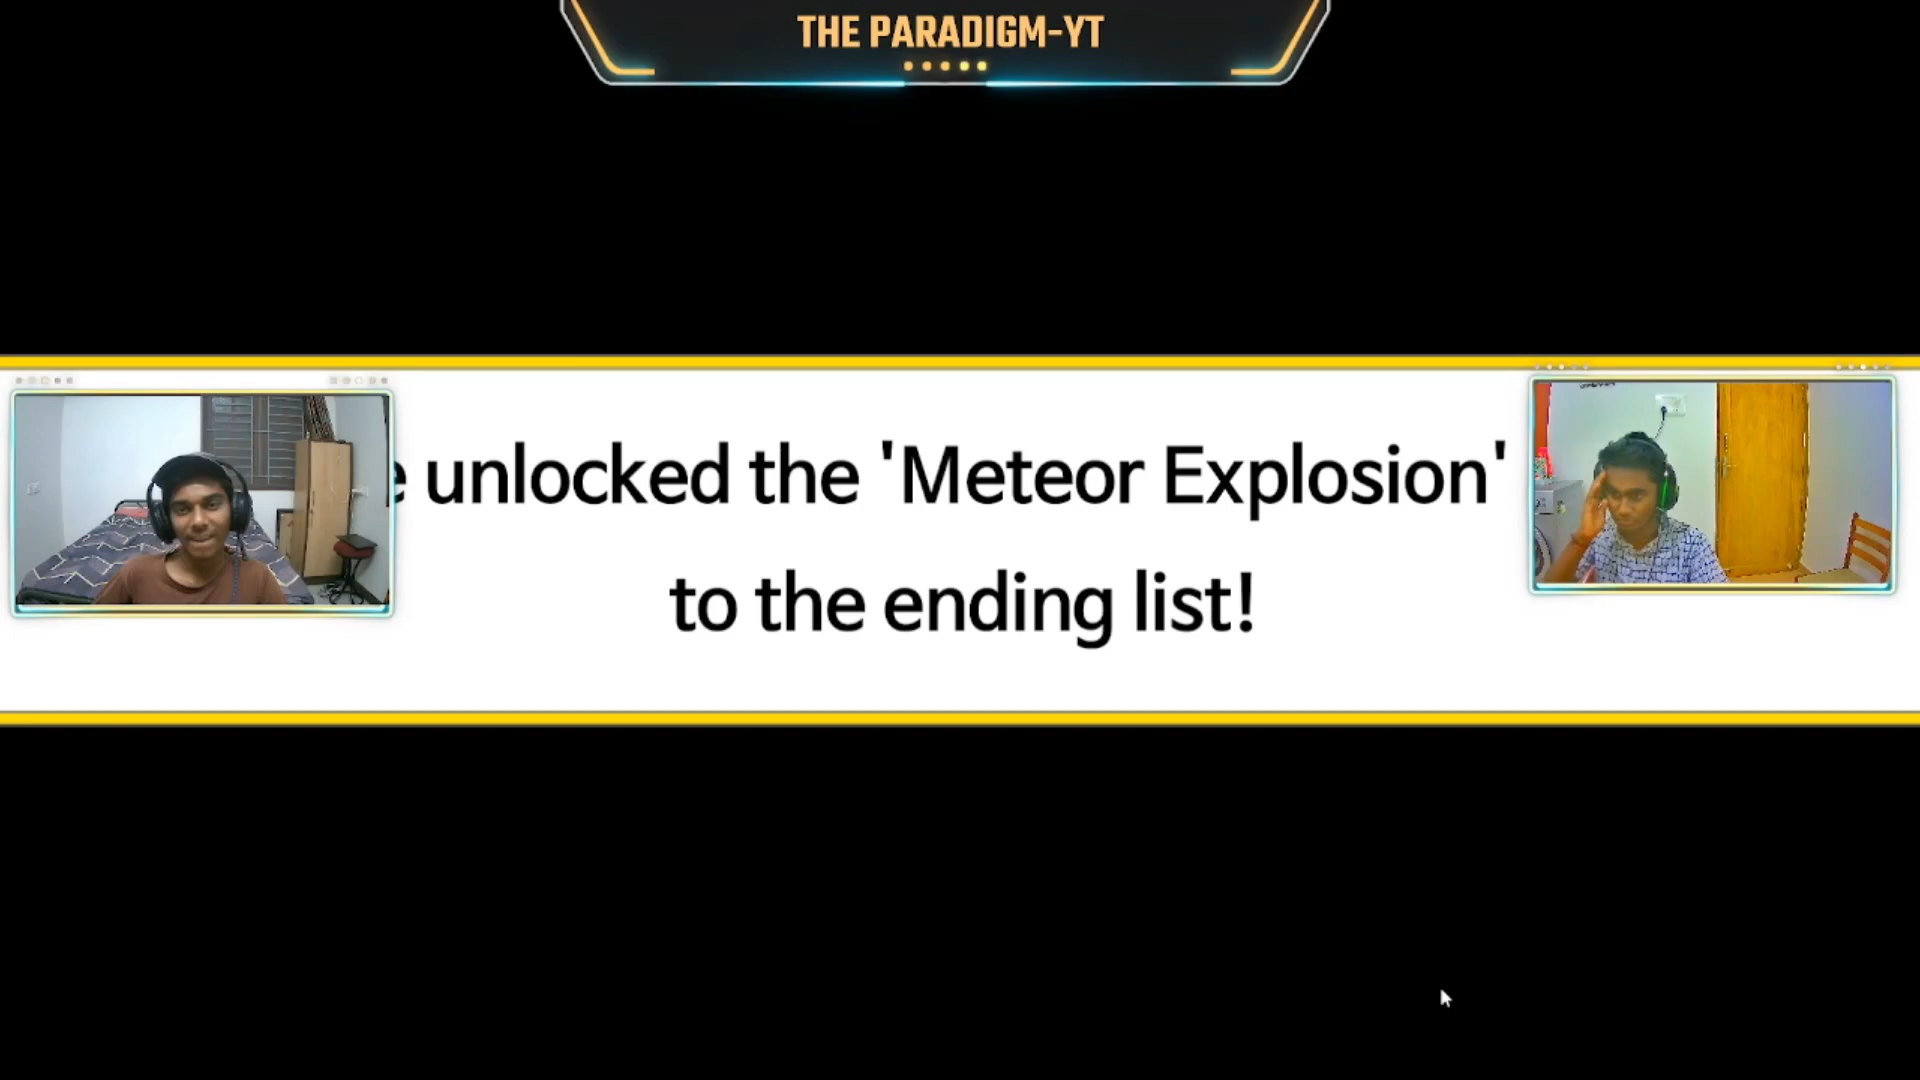 THE PARADIGM-YT
unlocked the 'Meteor Explosion'
to the ending list!